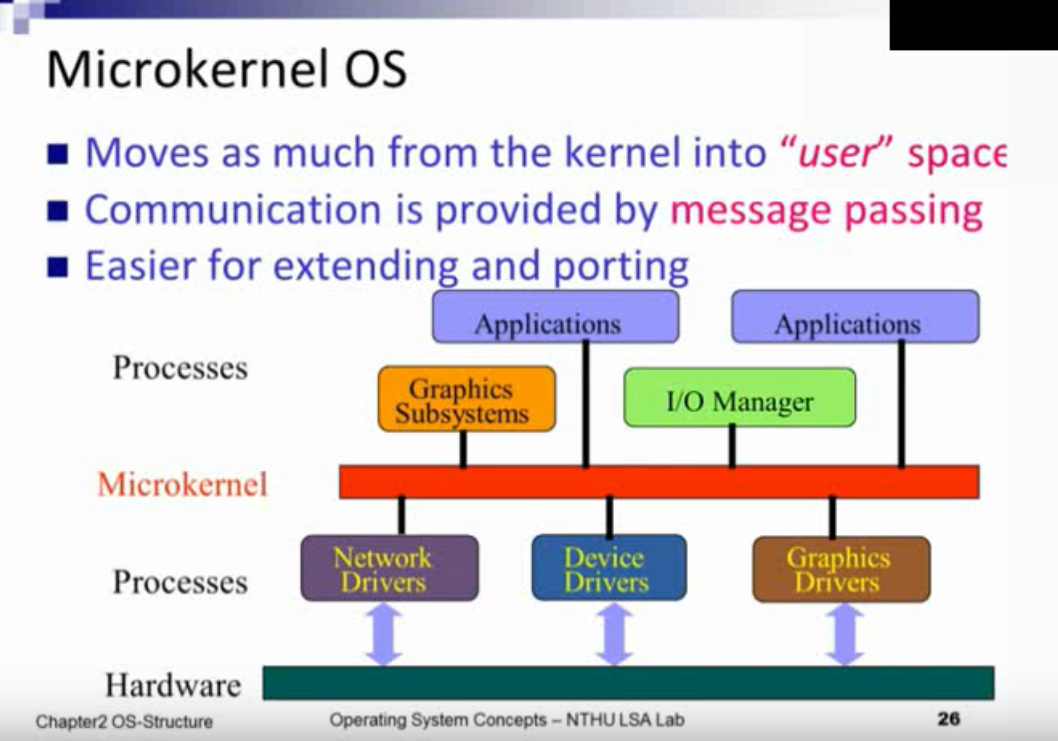 Microkernel OS
Moves as much from the kernel into “user” space
Communication is provided by message passing
Easier for extending and porting
Applications
Applications
Processes
Graphics
Subsystems
I/O Manager
Microkernel
Network
Drivers
Device
Drivers
Graphics
Drivers
Processes
Hardware
Chapter2 OS-Structure
Operating System Concepts – NTHU LSA Lab
26